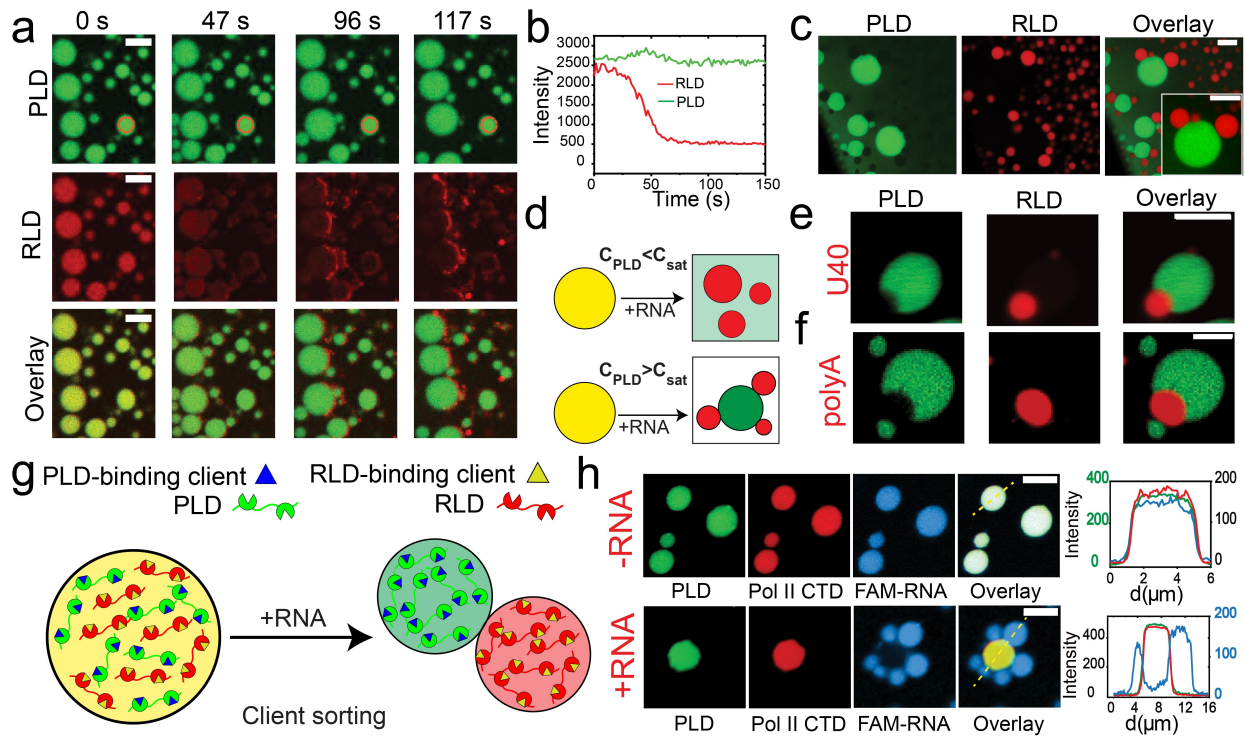 a
0 s
47 s
96 s
117 s
PLD
RLD
Overlay
b
3000
2500
2000
1500
1000
500
0
Intensity
RLD
PLD
0
50
100
150
Time (s)
c
PLD
RLD
Overlay
d
CPLD<Csat
+RNA
CPLD>Csat
+RNA
e
PLD
RLD
Overlay
U40
f
polyA
g
PLD-binding client
PLD
RLD-binding client
RLD
+RNA
Client sorting
h
-RNA
PLD
Pol II CTD
FAM-RNA
Overlay
400
200
0
Intensity
200
100
0
0
2
4
6
d(μm)
+RNA
PLD
Pol II CTD
FAM-RNA
Overlay
400
200
0
Intensity
200
100
0
0
4
8
12
16
d(μm)